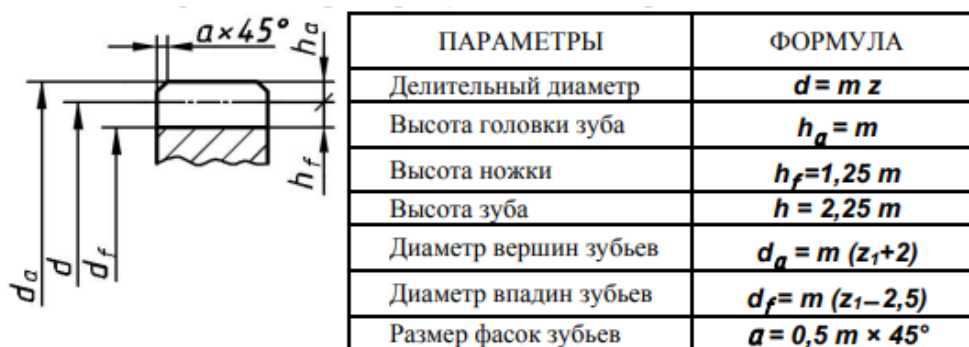 a×45°
hₐ
dₐ
d
d_f
h_f
ПАРАМЕТРЫ ФОРМУЛА
Делительный диаметр d = m z
Высота головки зуба hₐ = m
Высота ножки h_f=1,25 m
Высота зуба h = 2,25 m
Диаметр вершин зубьев dₐ = m (z₁+2)
Диаметр впадин зубьев d_f= m (z₁–2,5)
Размер фасок зубьев a = 0,5 m × 45°